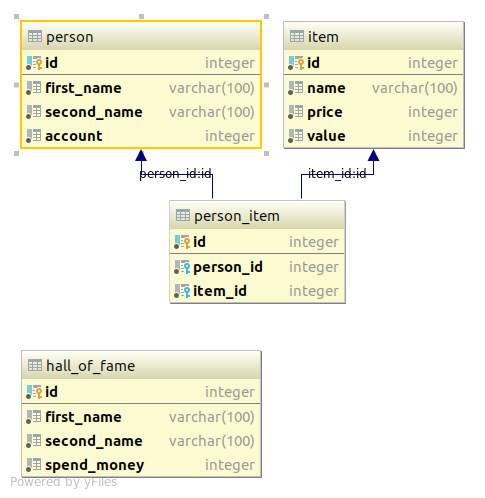 person
id integer
first_name varchar(100)
second_name varchar(100)
account integer
item
id integer
name varchar(100)
price integer
value integer
person_id:id
item_id:id
person_item
id integer
person_id integer
item_id integer
hall_of_fame
id integer
first_name varchar(100)
second_name varchar(100)
spend_money integer
Powered by yFiles